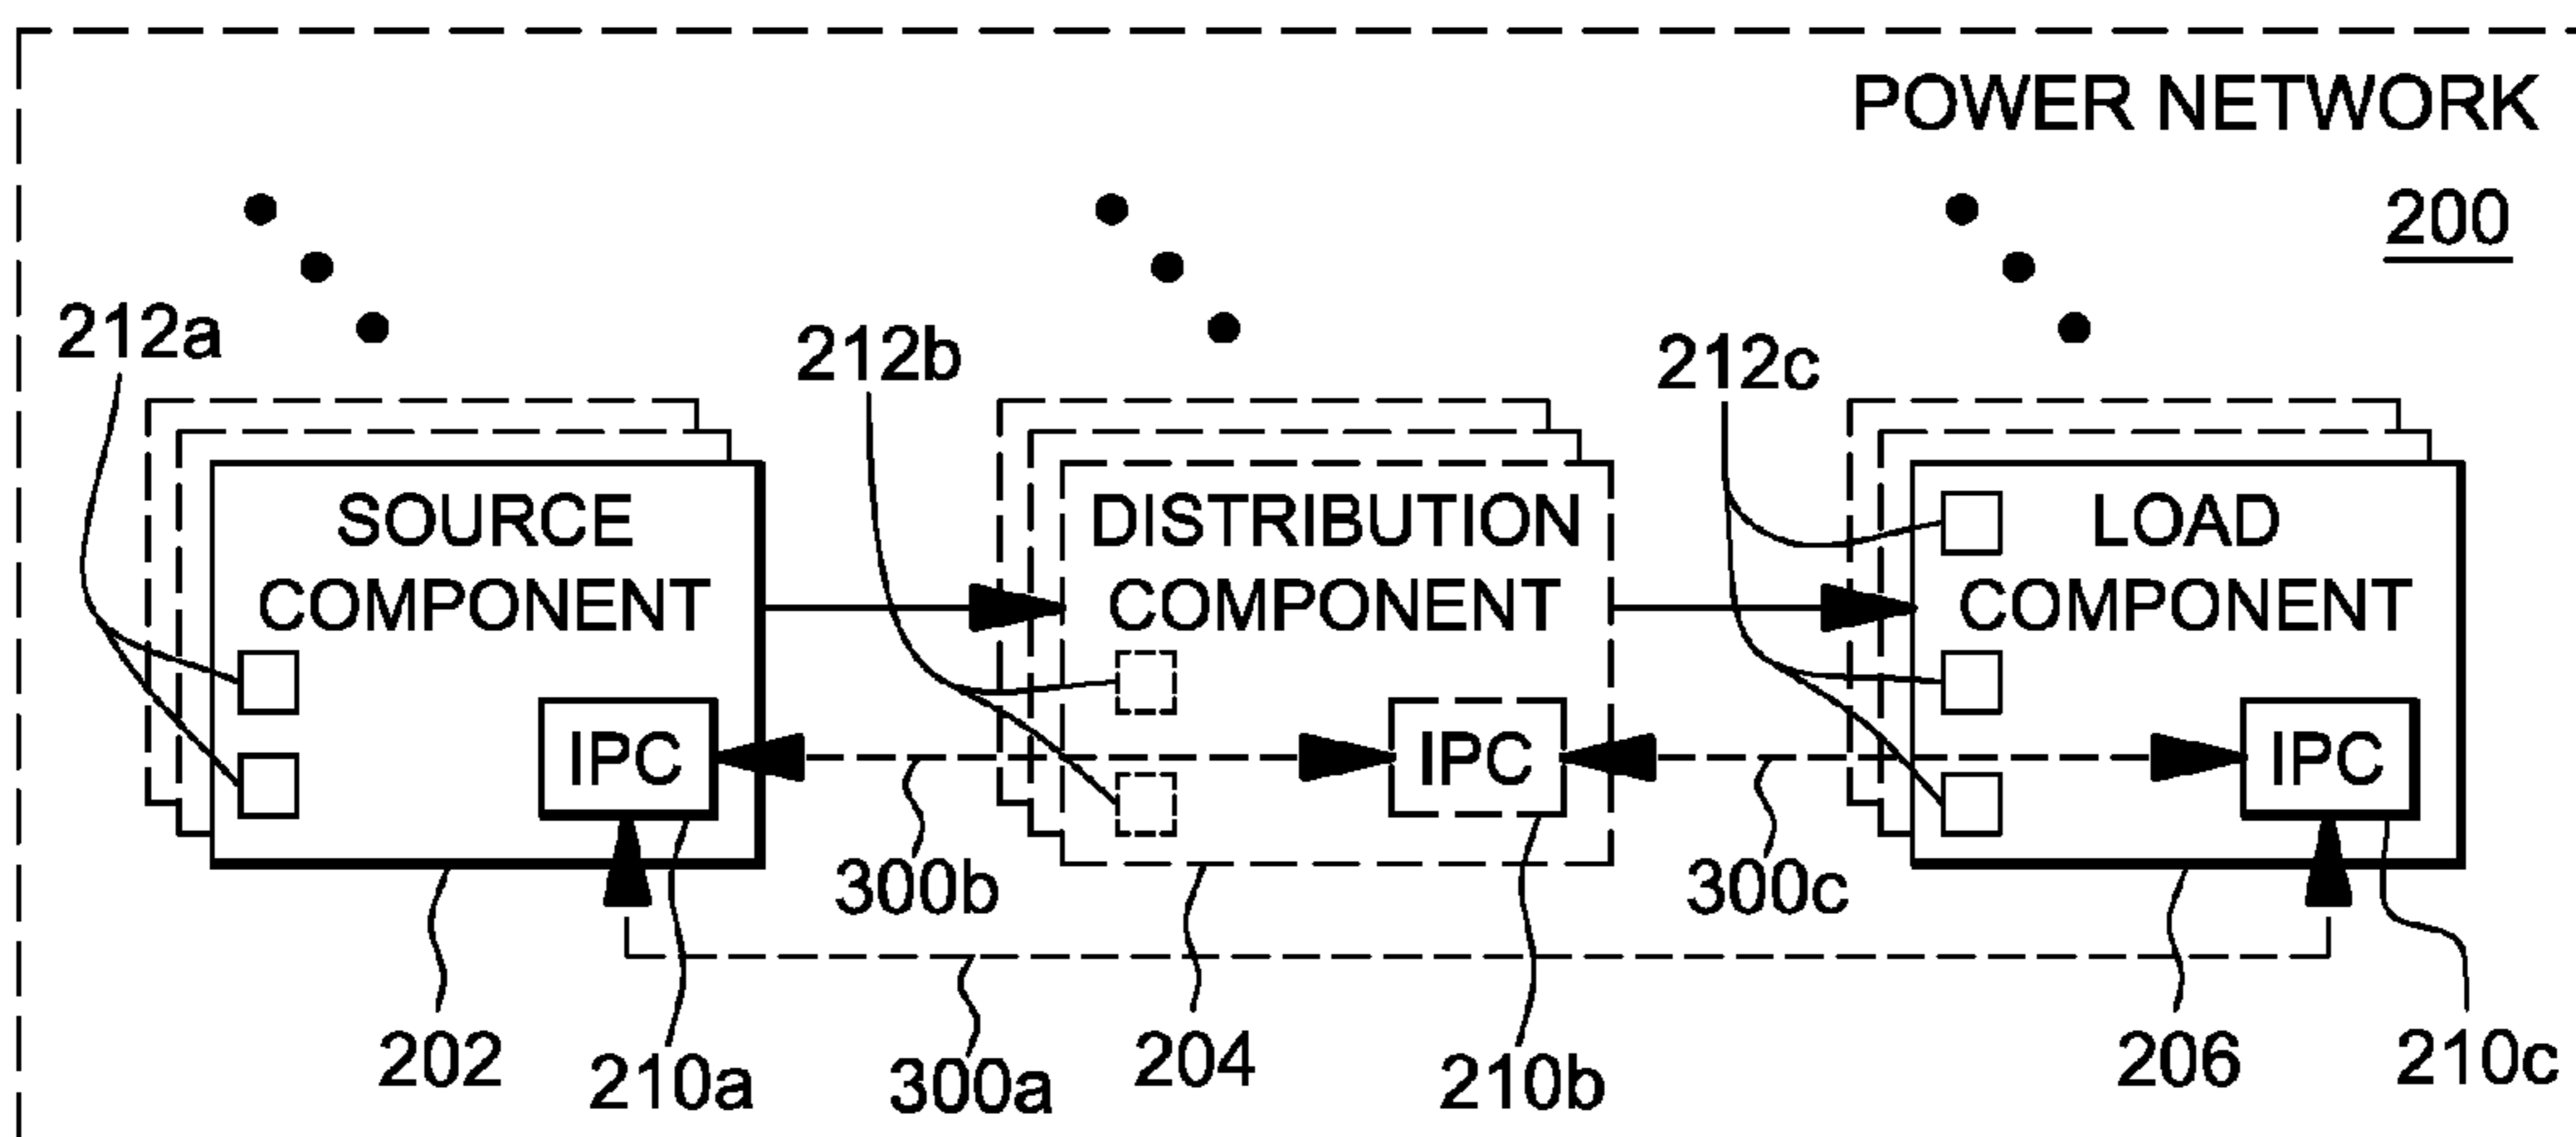 POWER NETWORK
200
212a
212b
212c
SOURCE
COMPONENT
DISTRIBUTION
COMPONENT
LOAD
COMPONENT
IPC
IPC
IPC
300b
300c
202
210a
300a
204
210b
206
210c